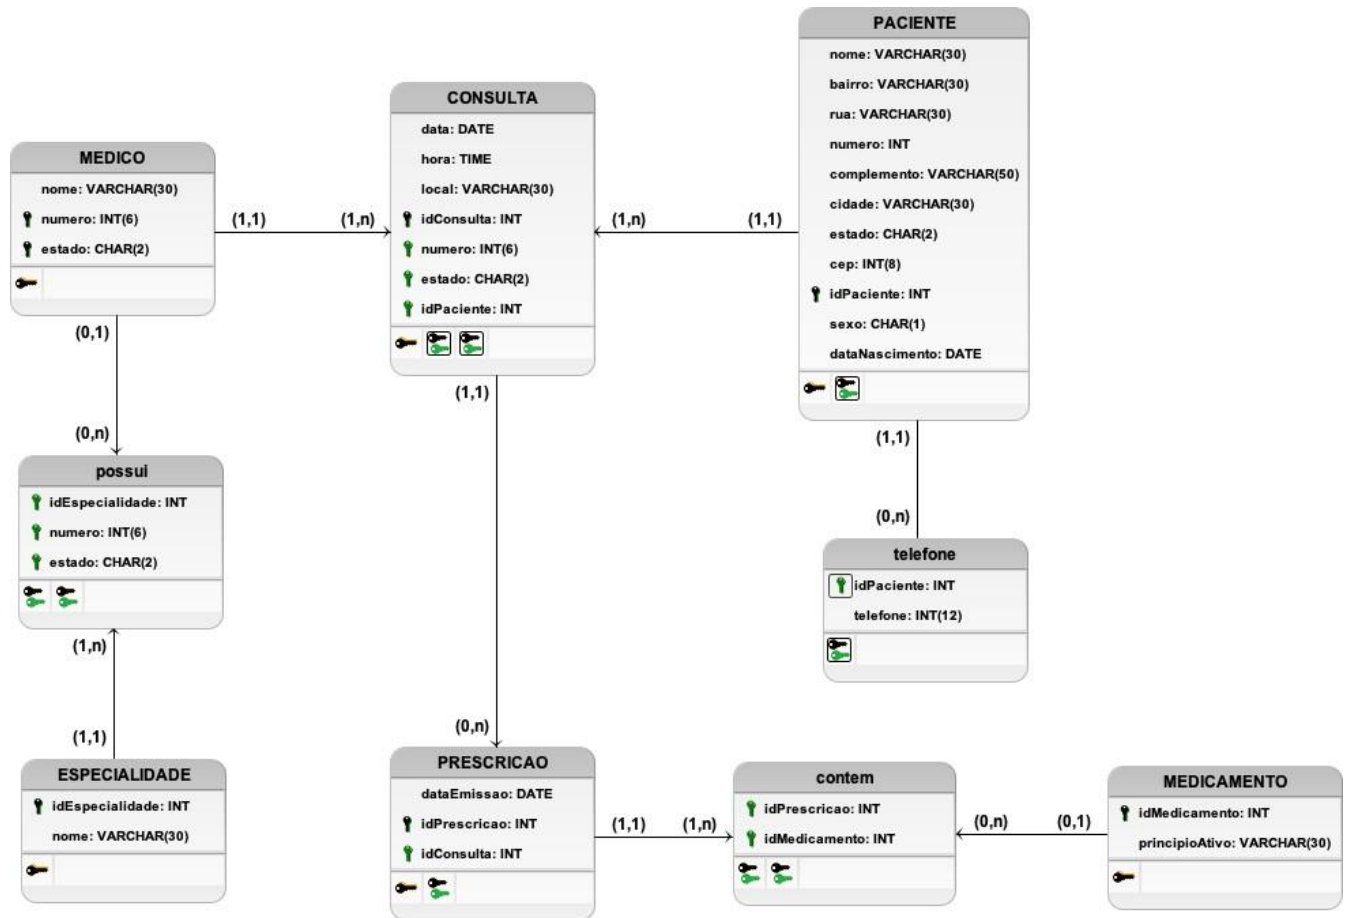 PACIENTE
nome: VARCHAR(30)
bairro: VARCHAR(30)
rua: VARCHAR(30)
numero: INT
complemento: VARCHAR(50)
cidade: VARCHAR(30)
estado: CHAR(2)
cep: INT(8)
idPaciente: INT
sexo: CHAR(1)
dataNascimento: DATE
CONSULTA
data: DATE
hora: TIME
local: VARCHAR(30)
idConsulta: INT
numero: INT(6)
estado: CHAR(2)
idPaciente: INT
MEDICO
nome: VARCHAR(30)
numero: INT(6)
estado: CHAR(2)
(1,1)
(1,n)
(1,n)
(1,1)
(0,1)
(0,n)
(1,1)
(1,1)
(0,n)
possui
idEspecialidade: INT
numero: INT(6)
estado: CHAR(2)
telefone
idPaciente: INT
telefone: INT(12)
(1,n)
(1,1)
(0,n)
ESPECIALIDADE
idEspecialidade: INT
nome: VARCHAR(30)
PRESCRICAO
dataEmissao: DATE
idPrescricao: INT
idConsulta: INT
(1,1)
(1,n)
contem
idPrescricao: INT
idMedicamento: INT
(0,n)
(0,1)
MEDICAMENTO
idMedicamento: INT
principioAtivo: VARCHAR(30)